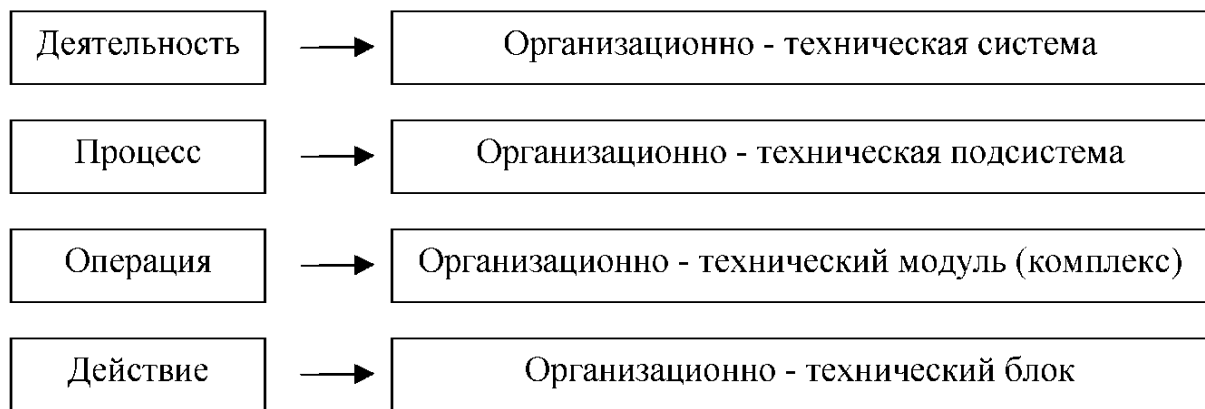 Деятельность
Организационно - техническая система
Процесс
Организационно - техническая подсистема
Операция
Организационно - технический модуль (комплекс)
Действие
Организационно - технический блок